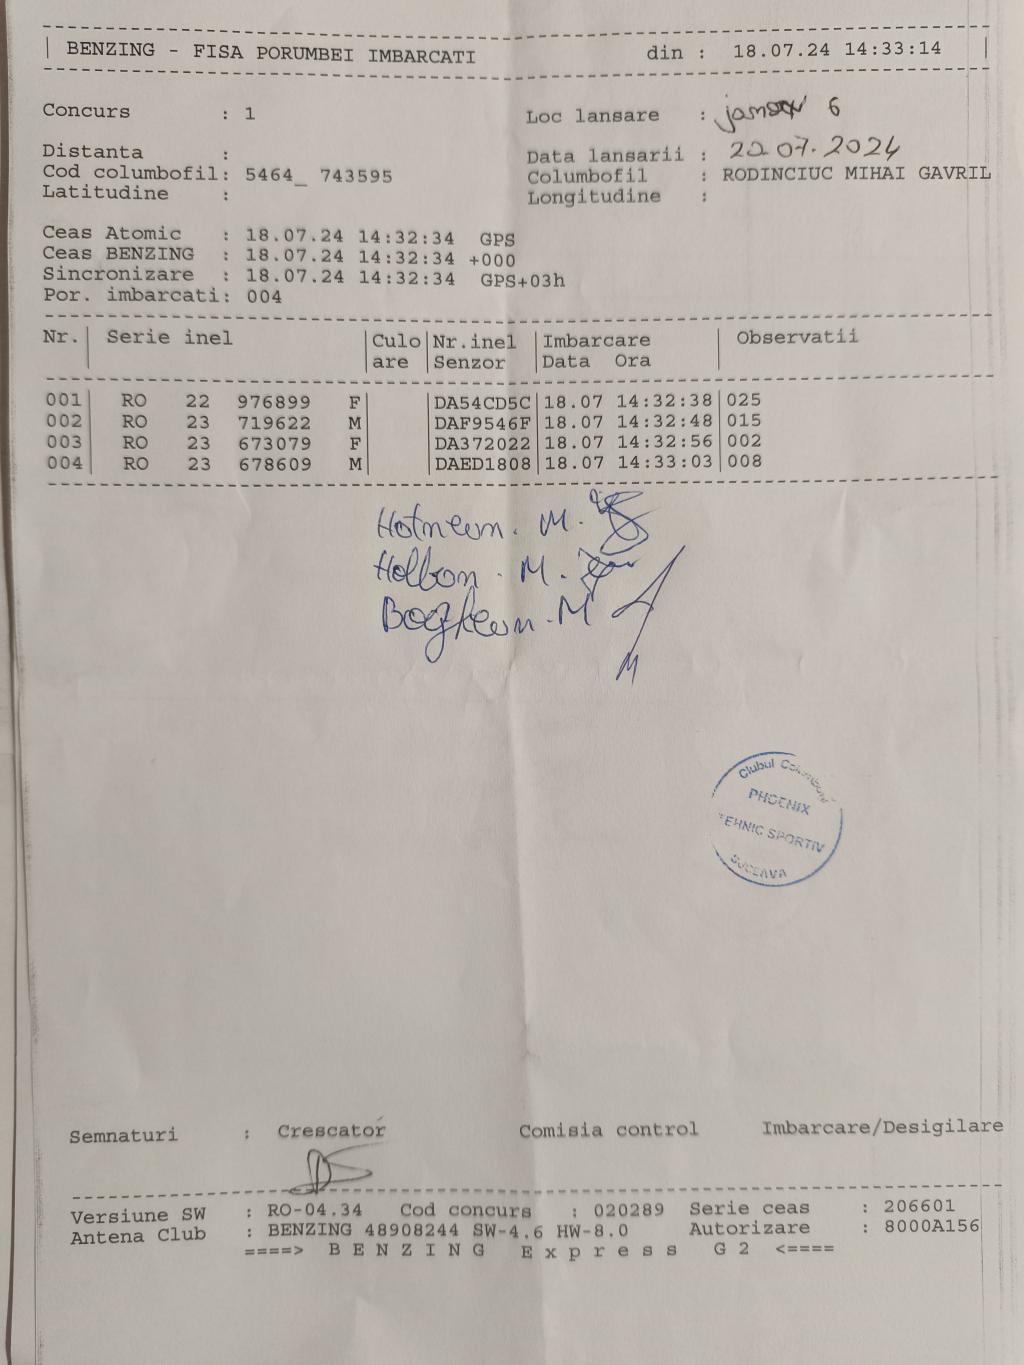 BENZING - FISA PORUMBEI IMBARCATI din : 18.07.24 14:33:14
Concurs : 1 Loc lansare : 6
Distanta : Data lansarii : 20.07.2024
Cod columbofil: 5464_ 743595 Columbofil : RODINCIUC MIHAI GAVRIL
Latitudine : Longitudine :
Ceas Atomic : 18.07.24 14:32:34 GPS
Ceas BENZING : 18.07.24 14:32:34 +000
Sincronizare : 18.07.24 14:32:34 GPS+03h
Por. imbarcati: 004
Nr.| Serie inel |Culo|Nr.inel |Imbarcare | Observatii
| |are |Senzor |Data Ora |
001| RO 22 976899 F| |DA54CD5C|18.07 14:32:38|025
002| RO 23 719622 M| |DAF9546F|18.07 14:32:48|015
003| RO 23 673079 F| |DA372022|18.07 14:32:56|002
004| RO 23 678609 M| |DAED1808|18.07 14:33:03|008
M.
M.
M
Clubul
PHOENIX
TEHNIC SPORTIV
SUCEAVA
Semnaturi : Crescator Comisia control Imbarcare/Desigilare
Versiune SW : RO-04.34 Cod concurs : 020289 Serie ceas : 206601
Antena Club : BENZING 48908244 SW-4.6 HW-8.0 Autorizare : 8000A156
====> B E N Z I N G E x p r e s s G 2 <====